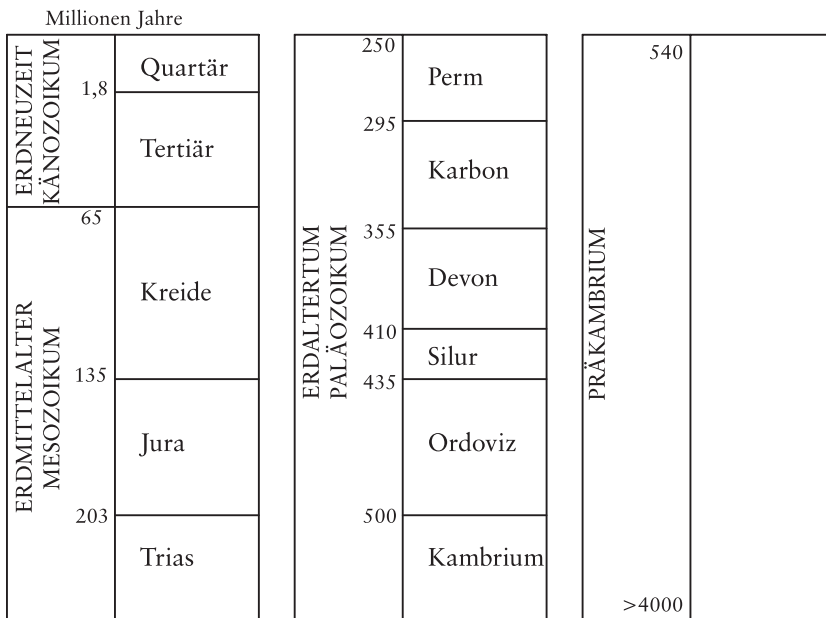 Millionen Jahre
ERDNEUZEIT
KÄNOZOIKUM
Quartär
1,8
Tertiär
65
ERDMITTELALTER
MESOZOIKUM
Kreide
135
Jura
203
Trias
ERDALTERTUM
PALÄOZOIKUM
250
Perm
295
Karbon
355
Devon
410
Silur
435
Ordoviz
500
Kambrium
PRÄKAMBRIUM
540
>4000